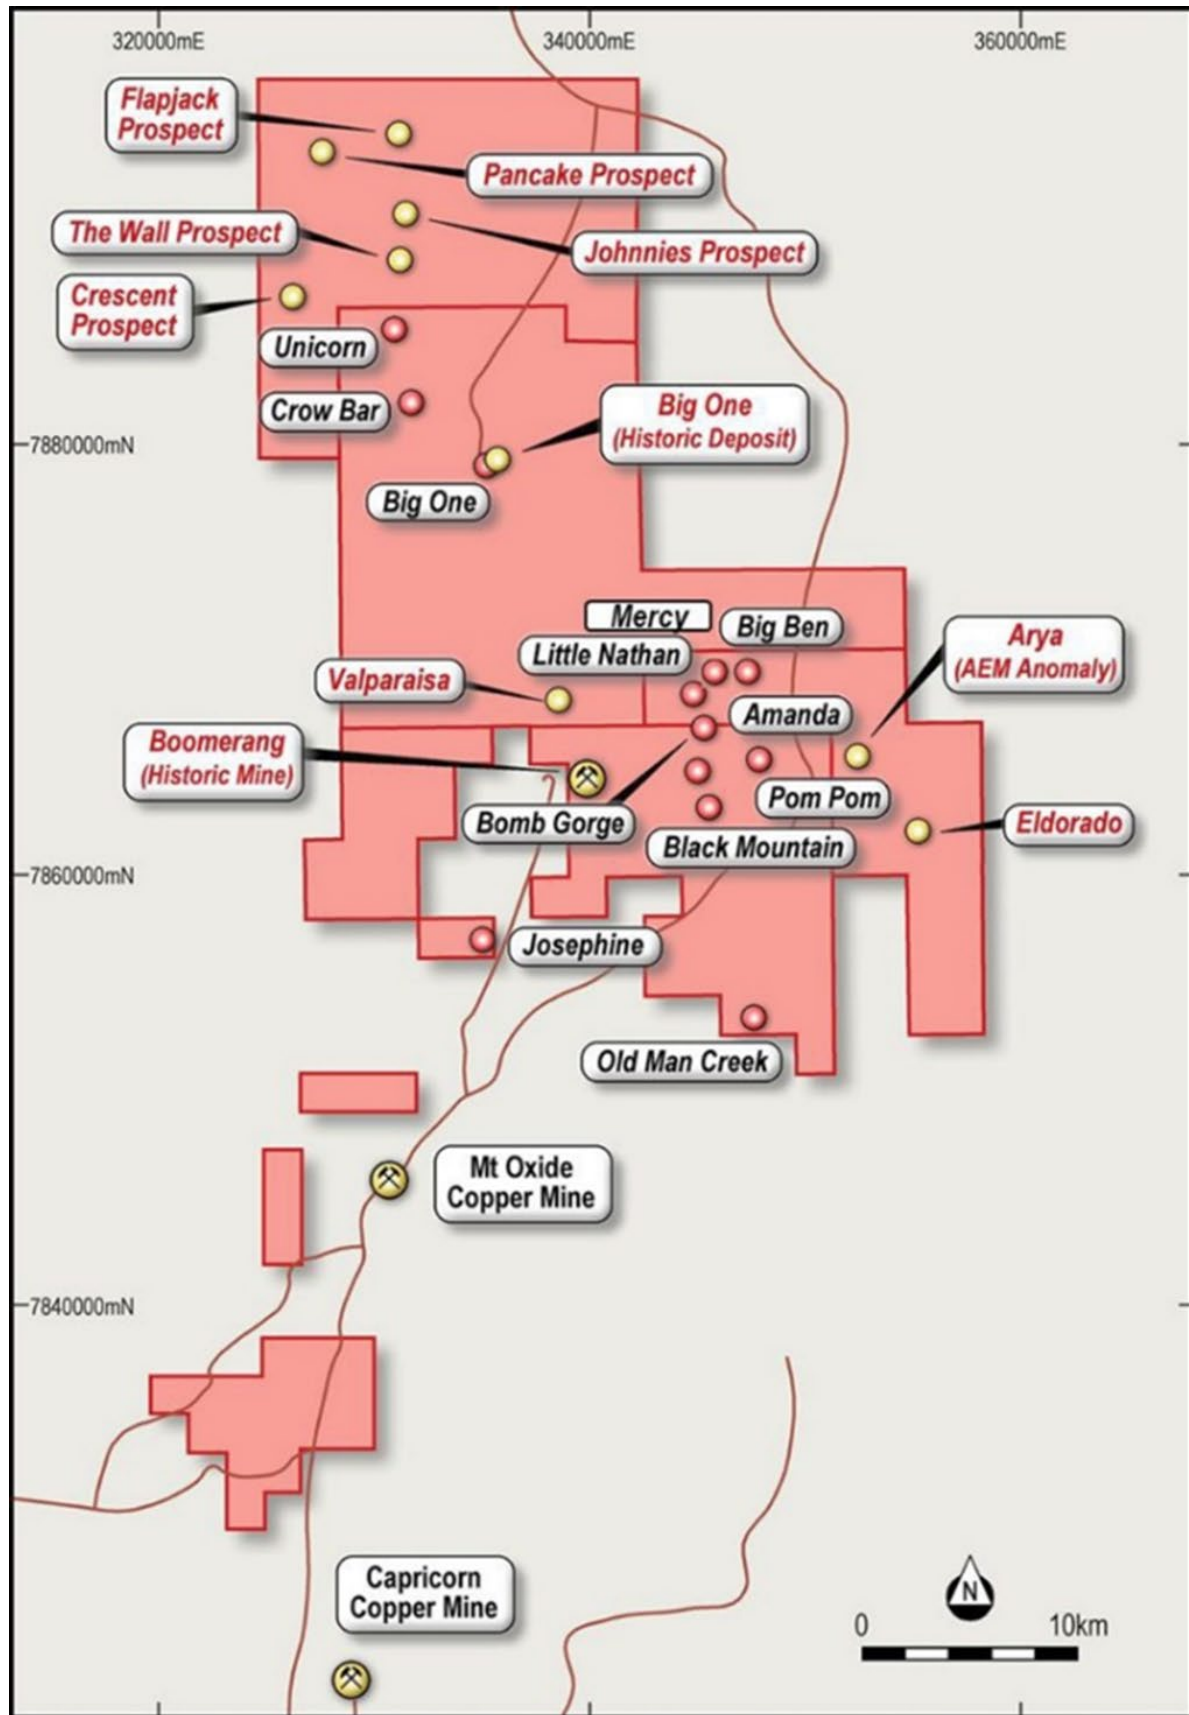 320000mE
340000mE
360000mE
Flapjack
Prospect
Pancake Prospect
The Wall Prospect
Johnnies Prospect
Crescent
Prospect
Unicorn
Crow Bar
Big One
(Historic Deposit)
7880000mN
Big One
Mercy
Big Ben
Little Nathan
Arya
(AEM Anomaly)
Valparaisa
Amanda
Boomerang
(Historic Mine)
Pom Pom
Bomb Gorge
Eldorado
Black Mountain
7860000mN
Josephine
Old Man Creek
Mt Oxide
Copper Mine
7840000mN
Capricorn
Copper Mine
N
0
10km